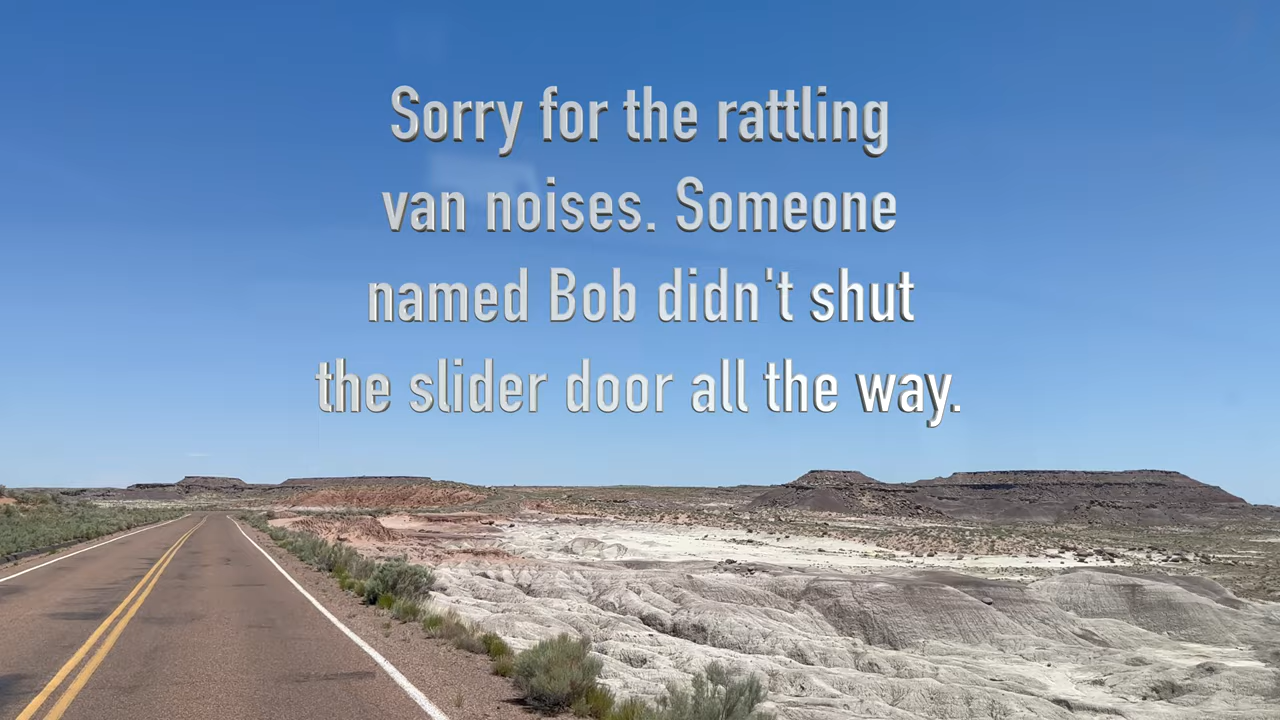 Sorry for the rattling
van noises. Someone
named Bob didn't shut
the slider door all the way.